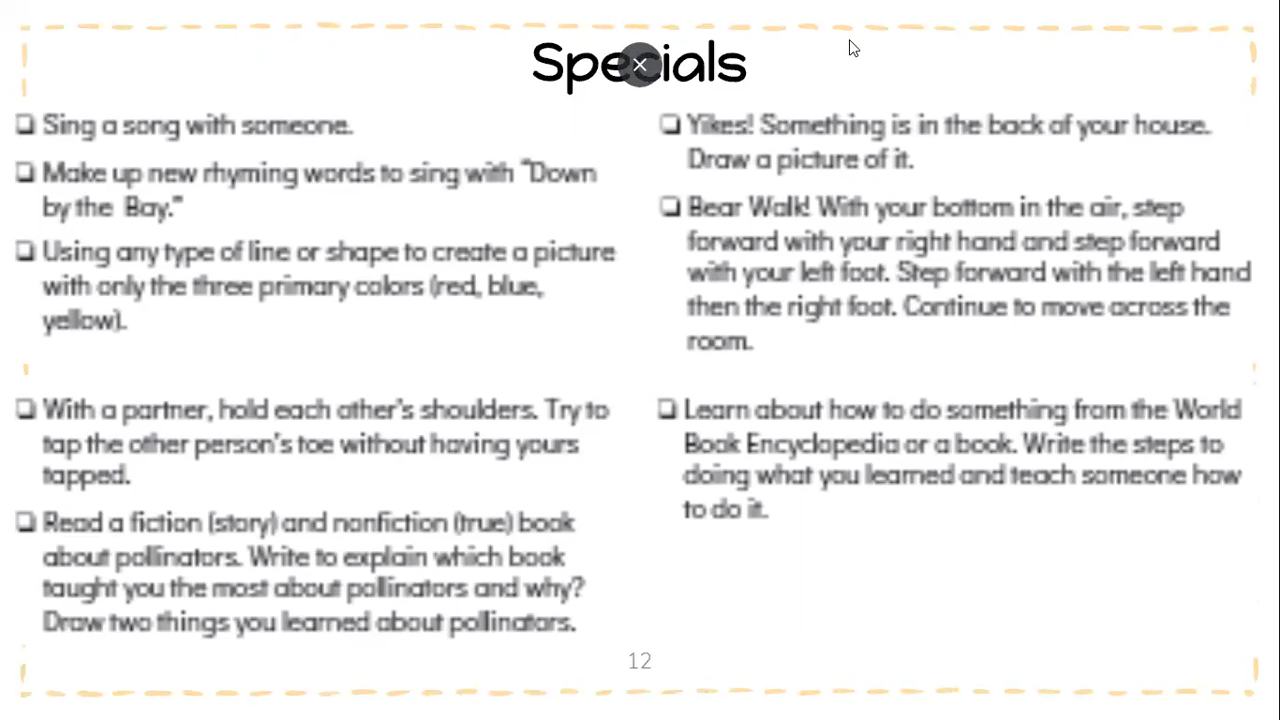 Specials
Sing a song with someone.
Make up new rhyming words to sing with "Down
by the Bay."
Using any type of line or shape to create a picture
with only the three primary colors (red, blue,
yellow).
With a partner, hold each other's shoulders. Try to
tap the other person's toe without having yours
tapped.
Read a fiction (story) and nonfiction (true) book
about pollinators. Write to explain which book
taught you the most about pollinators and why?
Draw two things you learned about pollinators.
Yikes! Something is in the back of your house.
Draw a picture of it.
Bear Walk! With your bottom in the air, step
forward with your right hand and step forward
with your left foot. Step forward with the left hand
then the right foot. Continue to move across the
room.
Learn about how to do something from the World
Book Encyclopedia or a book. Write the steps to
doing what you learned and teach someone how
to do it.
12